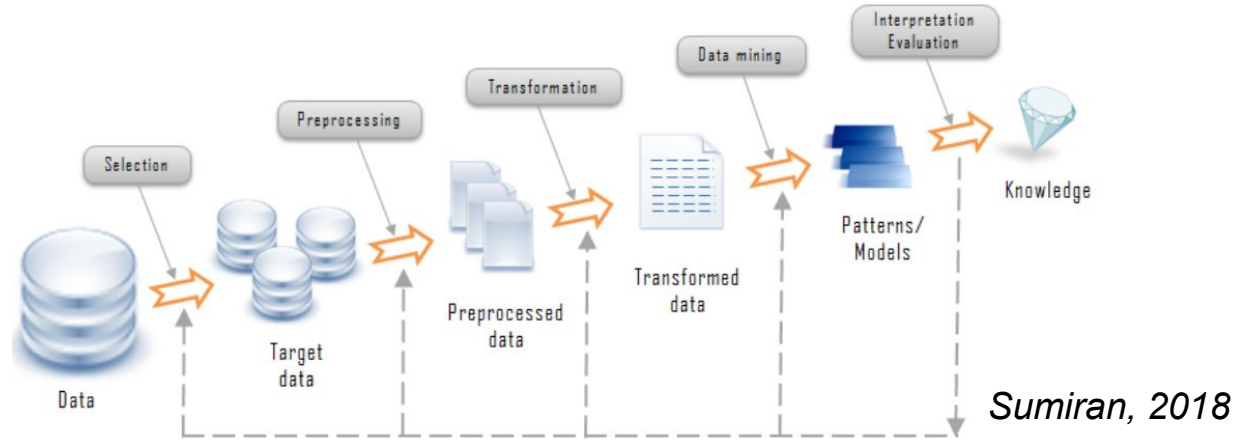 Interpretation
Evaluation
Data mining
Transformation
Preprocessing
Selection
Knowledge
Patterns/
Models
Transformed
data
Preprocessed
data
Target
data
Data
Sumiran, 2018